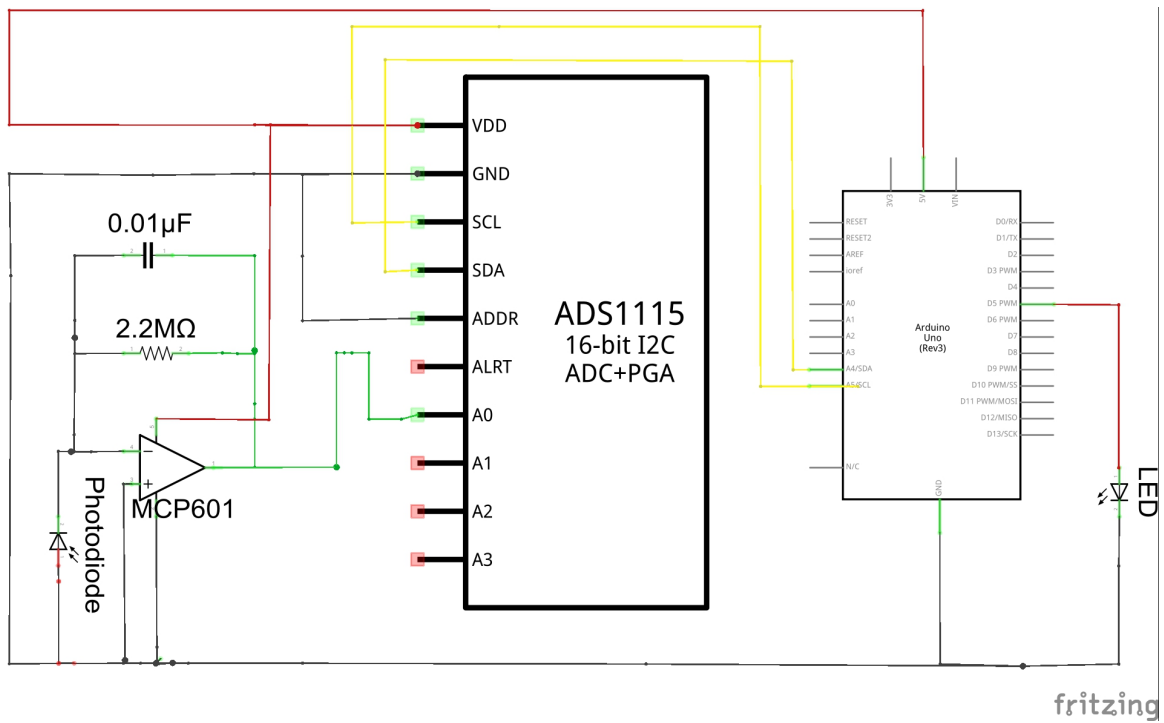 VDD
GND
SCL
SDA
ADDR
ALRT
A0
A1
A2
A3
ADS1115
16-bit I2C
ADC+PGA
0.01µF
2.2MΩ
MCP601
Photodiode
3V3
5V
VIN
RESET
RESET2
AREF
ioref
A0
A1
A2
A3
A4/SDA
A5/SCL
N/C
Arduino
Uno
(Rev3)
D0/RX
D1/TX
D2
D3 PWM
D4
D5 PWM
D6 PWM
D7
D8
D9 PWM
D10 PWM/SS
D11 PWM/MOSI
D12/MISO
D13/SCK
GND
LED
fritzing